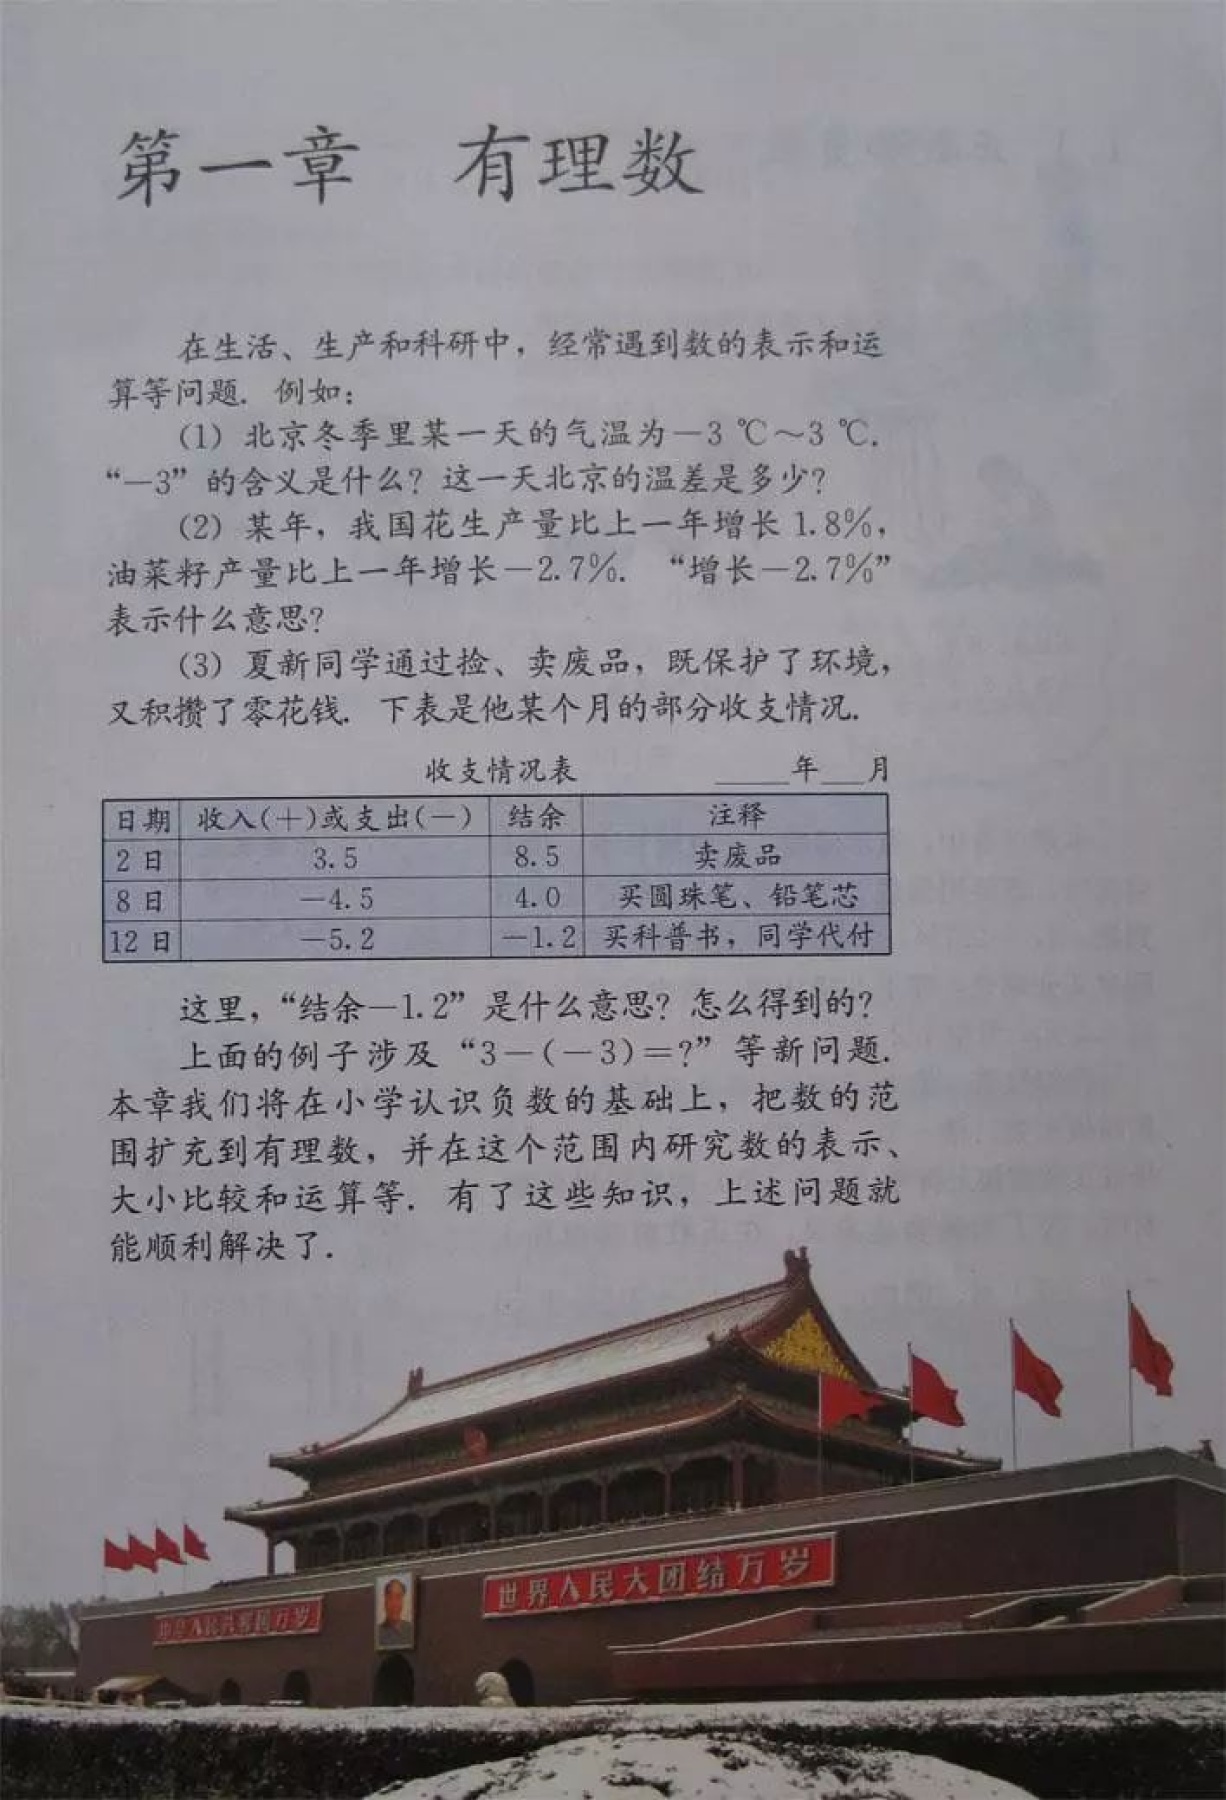 第一章 有理数
在生活、生产和科研中，经常遇到数的表示和运
算等问题．例如：
(1) 北京冬季里某一天的气温为－3 ℃～3 ℃．
“－3”的含义是什么？这一天北京的温差是多少？
(2) 某年，我国花生产量比上一年增长 1.8%，
油菜籽产量比上一年增长－2.7%．“增长－2.7%”
表示什么意思？
(3) 夏新同学通过捡、卖废品，既保护了环境，
又积攒了零花钱．下表是他某个月的部分收支情况．
收支情况表 ____年__月
日期 收入(＋)或支出(－) 结余 注释
2 日 3.5 8.5 卖废品
8 日 －4.5 4.0 买圆珠笔、铅笔芯
12 日 －5.2 －1.2 买科普书，同学代付
这里，“结余－1.2”是什么意思？怎么得到的？
上面的例子涉及“3－(－3)＝?”等新问题．
本章我们将在小学认识负数的基础上，把数的范
围扩充到有理数，并在这个范围内研究数的表示、
大小比较和运算等．有了这些知识，上述问题就
能顺利解决了．
中华人民共和国万岁
世界人民大团结万岁